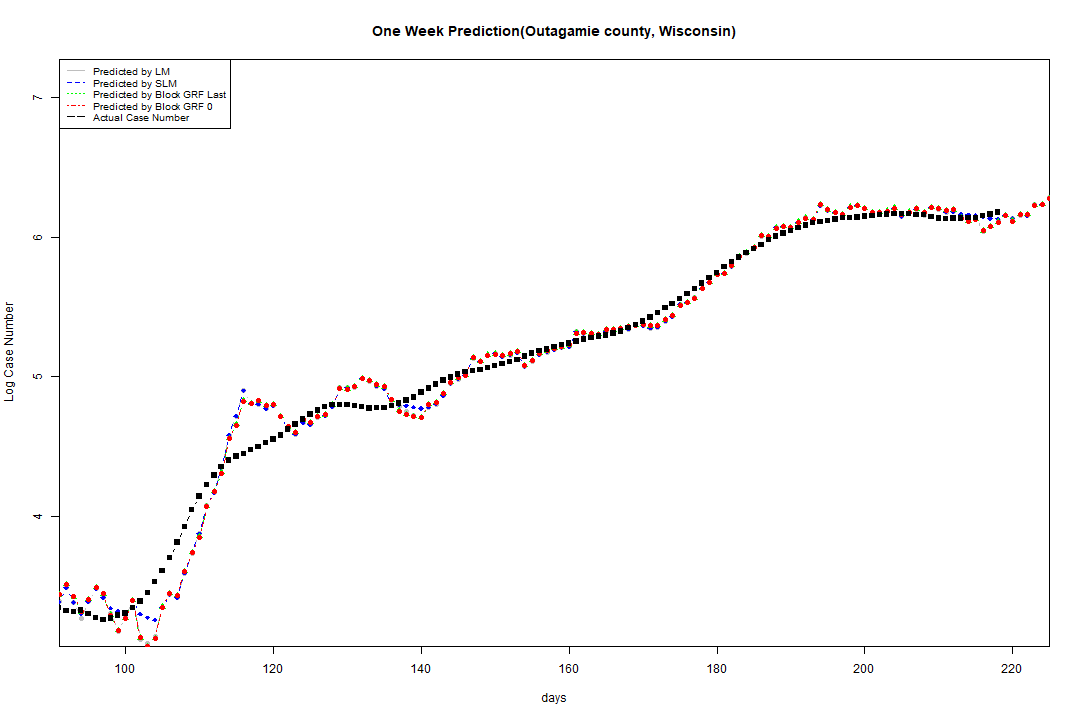 One Week Prediction(Outagamie county, Wisconsin)
Predicted by LM
Predicted by SLM
Predicted by Block GRF Last
Predicted by Block GRF 0
Actual Case Number
7
6
5
4
Log Case Number
100 120 140 160 180 200 220
days